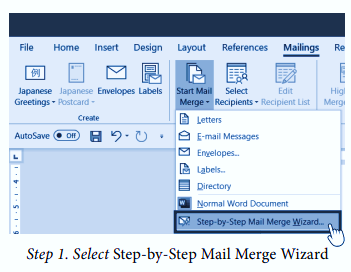 File Home Insert Design Layout References Mailings Re
例
Japanese Greetings Japanese Postcard Envelopes Labels Start Mail Merge Select Recipients Edit Recipient List
Create
AutoSave Off
Letters
E-mail Messages
Envelopes...
Labels...
Directory
Normal Word Document
Step-by-Step Mail Merge Wizard...
Step 1. Select Step-by-Step Mail Merge Wizard